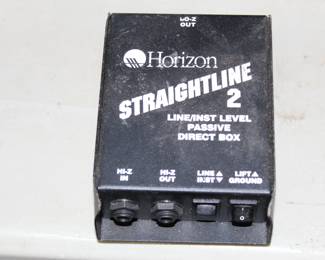 LO-Z
OUT
Horizon
STRAIGHTLINE
2
LINE/INST LEVEL
PASSIVE
DIRECT BOX
HI-Z HI-Z LINE▲ LIFT▲
IN OUT INST▼ GROUND